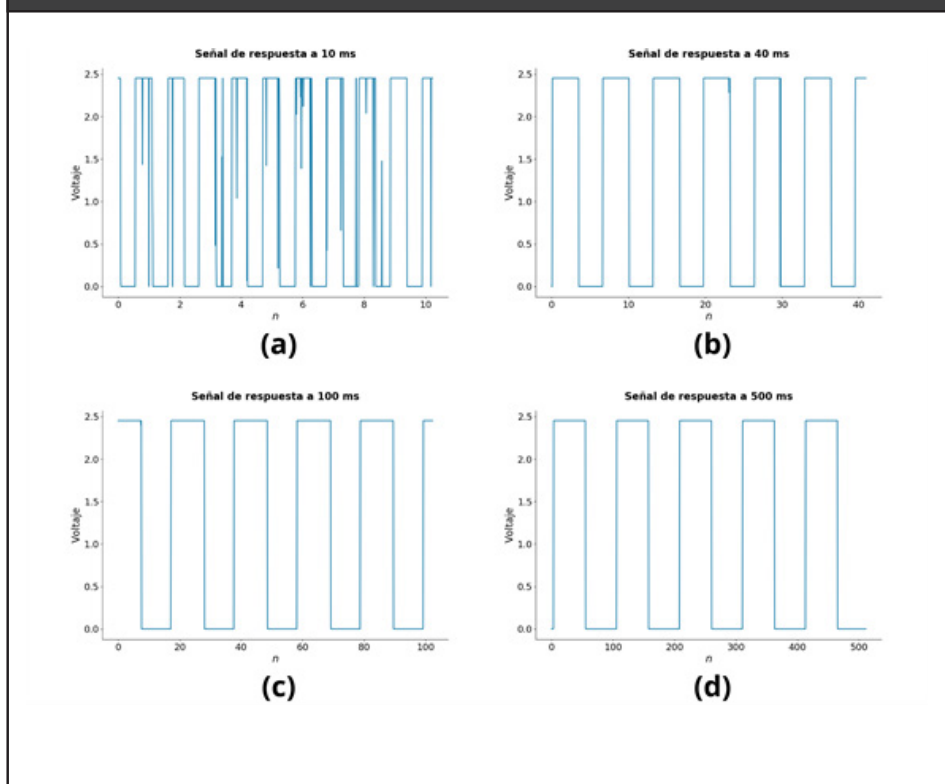 Señal de respuesta a 10 ms
Voltaje
2.5
2.0
1.5
1.0
0.5
0.0
0 2 4 6 8 10
n
(a)
Señal de respuesta a 40 ms
Voltaje
2.5
2.0
1.5
1.0
0.5
0.0
0 10 20 30 40
n
(b)
Señal de respuesta a 100 ms
Voltaje
2.5
2.0
1.5
1.0
0.5
0.0
0 20 40 60 80 100
n
(c)
Señal de respuesta a 500 ms
Voltaje
2.5
2.0
1.5
1.0
0.5
0.0
0 100 200 300 400 500
n
(d)